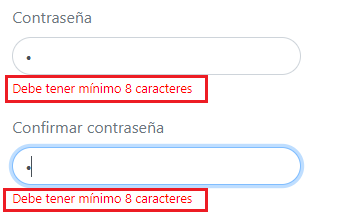 Contraseña
Debe tener mínimo 8 caracteres
Confirmar contraseña
Debe tener mínimo 8 caracteres